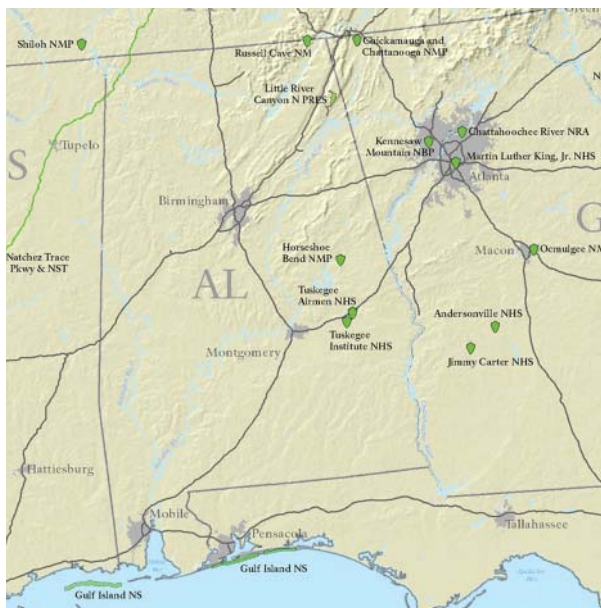 Shiloh NMP
Russell Cave NM
Chickamauga and
Chattanooga NMP
Little River
Canyon N PRES
Tupelo
Kennesaw
Mountain NBP
Chattahoochee River NRA
Martin Luther King, Jr. NHS
Atlanta
S
Birmingham
Natchez Trace
Pkwy & NST
Horseshoe
Bend NMP
Macon
Ocmulgee NM
G
AL
Tuskegee
Airmen NHS
Andersonville NHS
Montgomery
Tuskegee
Institute NHS
Jimmy Carter NHS
Hattiesburg
Mobile
Pensacola
Tallahassee
Gulf Island NS
Gulf Island NS